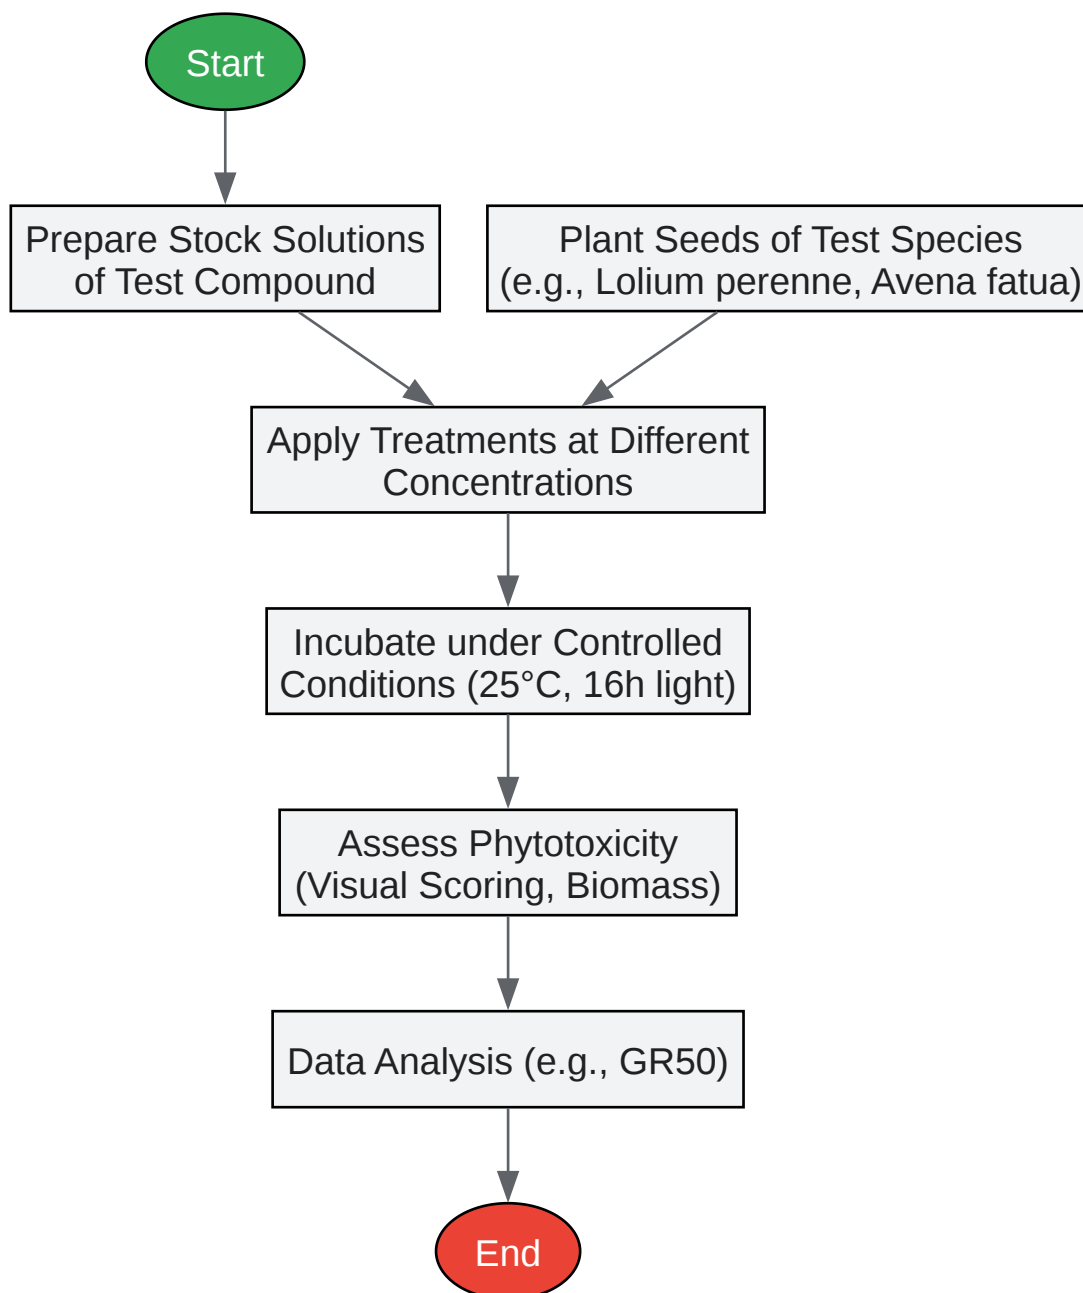 Start
Prepare Stock Solutions
of Test Compound
Plant Seeds of Test Species
(e.g., Lolium perenne, Avena fatua)
Apply Treatments at Different
Concentrations
Incubate under Controlled
Conditions (25°C, 16h light)
Assess Phytotoxicity
(Visual Scoring, Biomass)
Data Analysis (e.g., GR50)
End